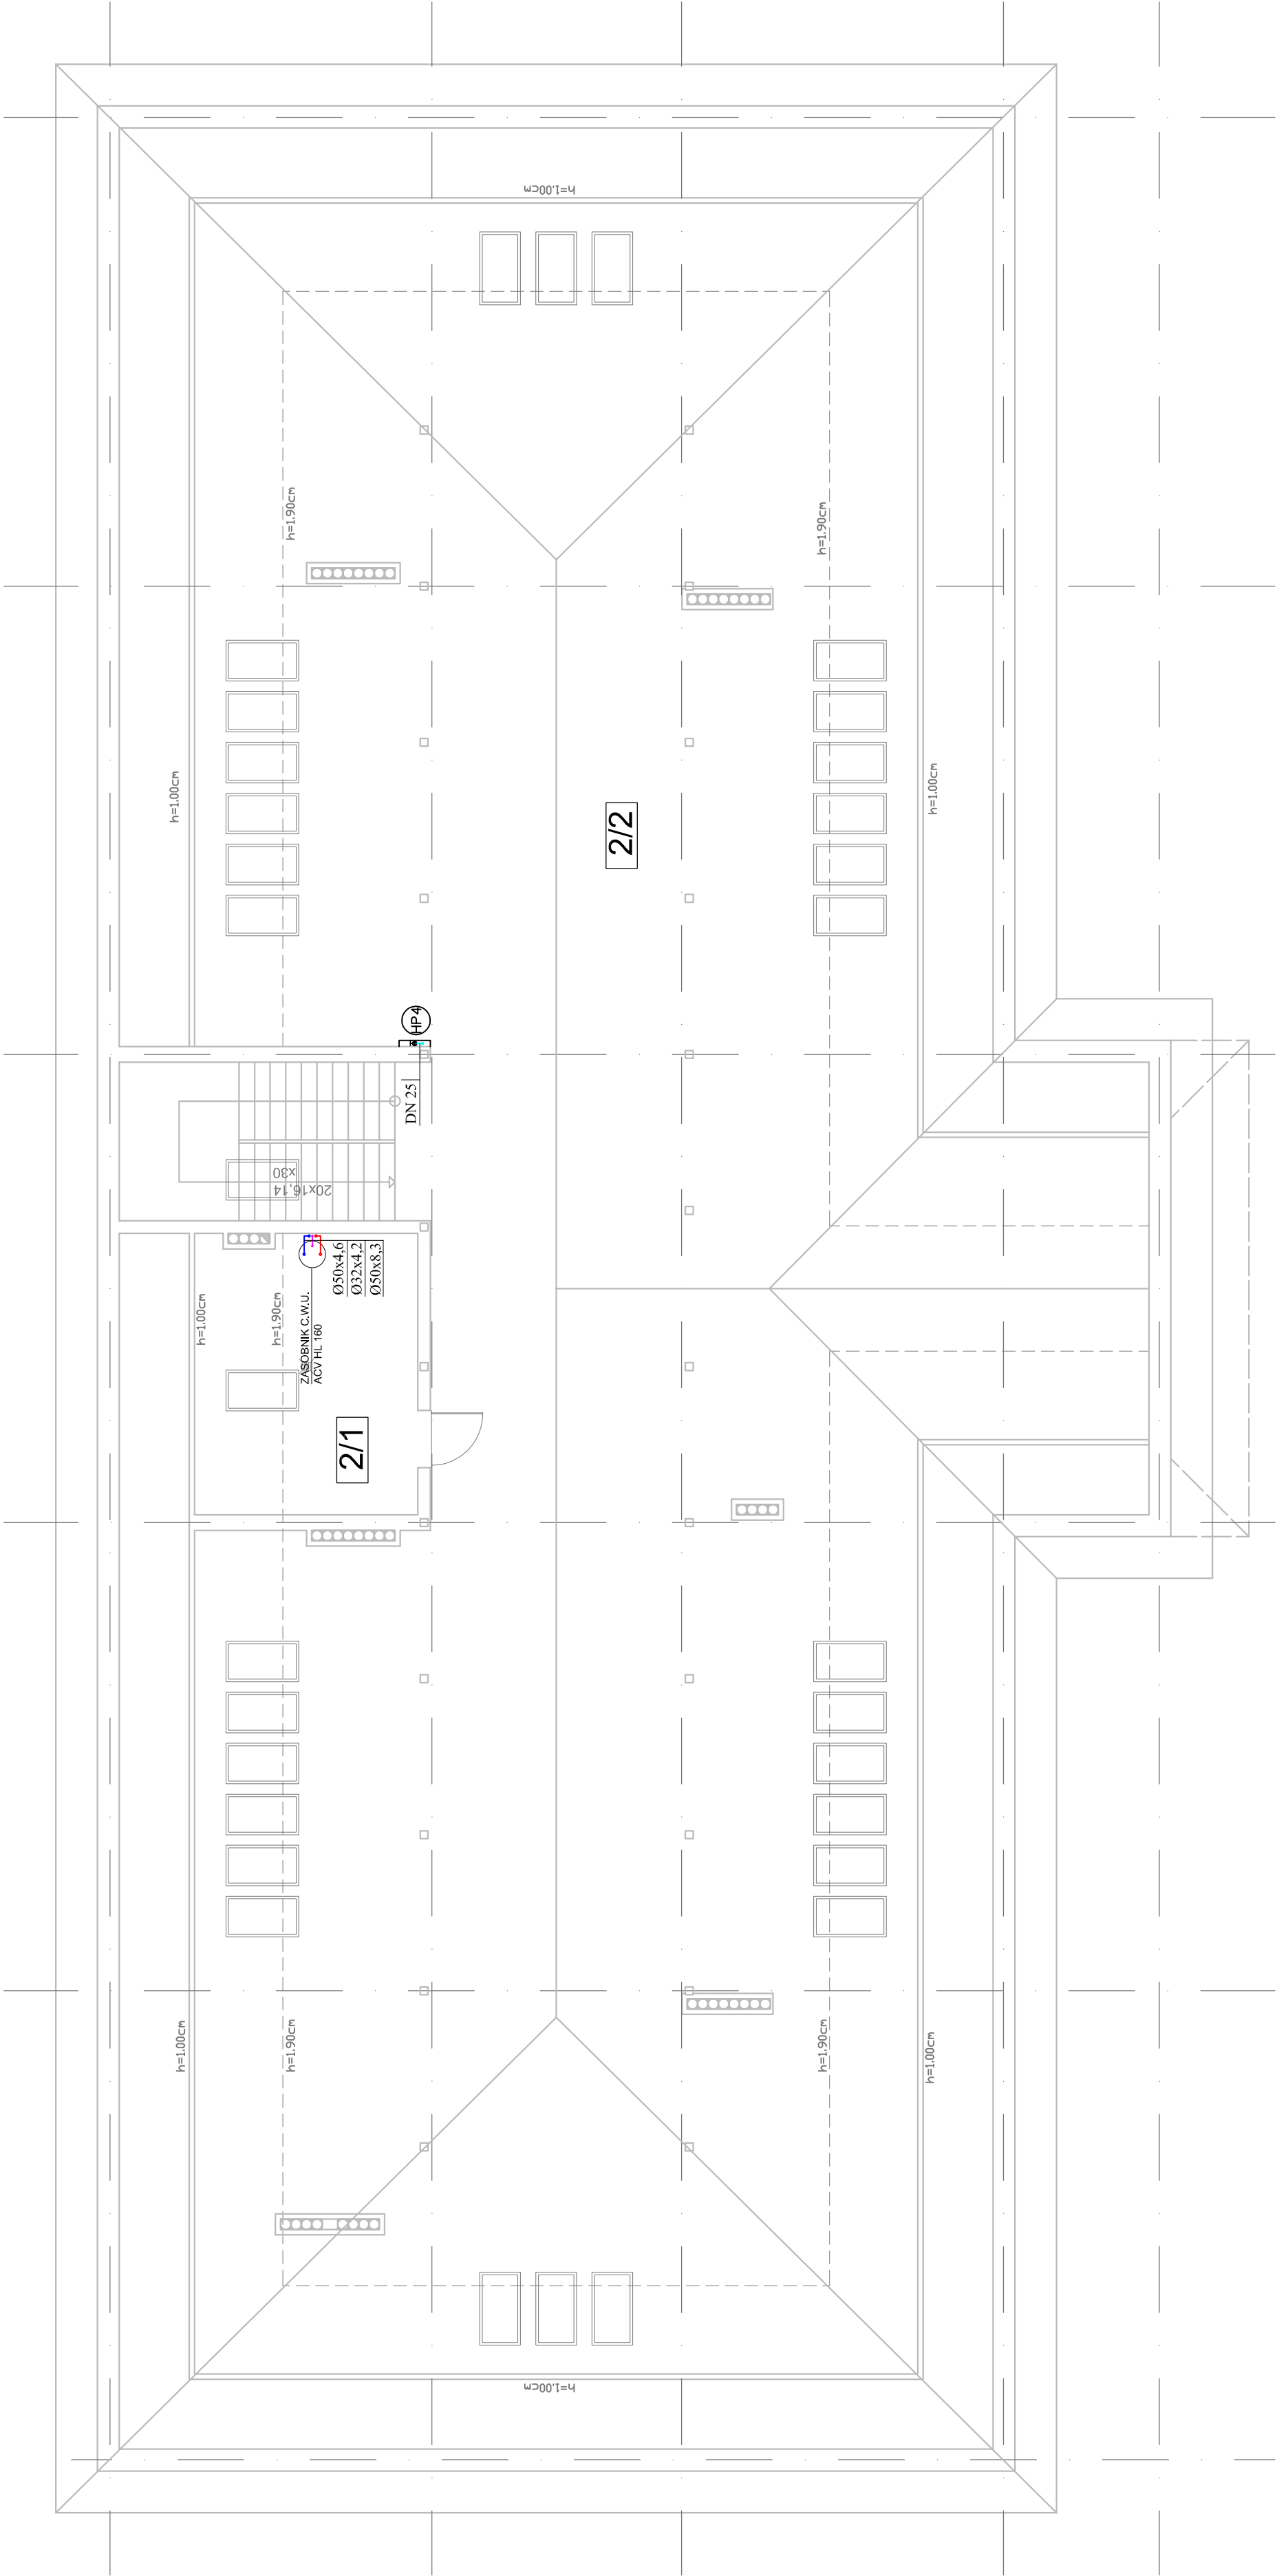 h=1.00cm
h=1.90cm
h=1.90cm
h=1.00cm
h=1.00cm
2/2
HP4
DN 25
20x16,14
x30
Ø50x4,6
Ø32x4,2
Ø50x8,3
ZASOBNIK C.W.U.
ACV HL 160
h=1.00cm
h=1.90cm
2/1
h=1.00cm
h=1.90cm
h=1.90cm
h=1.00cm
h=1.00cm